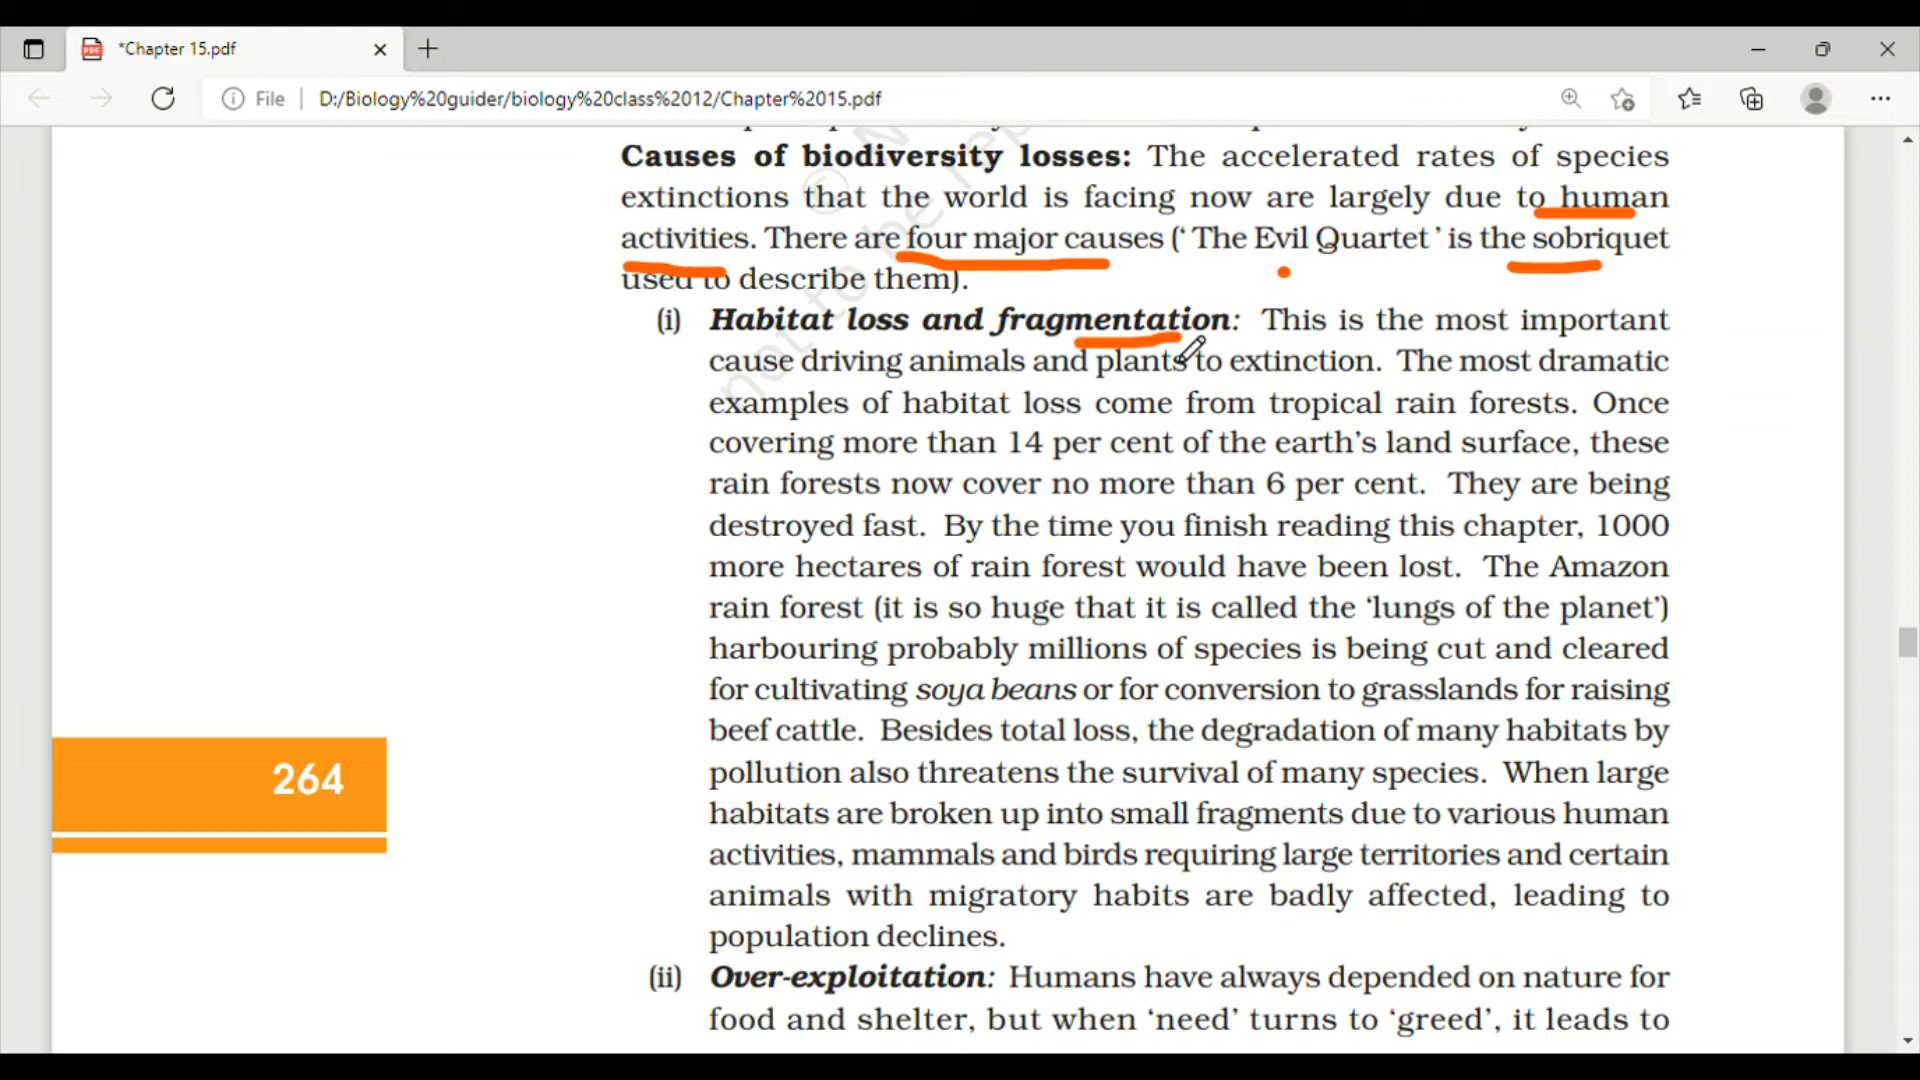 *Chapter 15.pdf
File
D:/Biology%20guider/biology%20class%2012/Chapter%2015.pdf
Causes of biodiversity losses: The accelerated rates of species
extinctions that the world is facing now are largely due to human
activities. There are four major causes (‘ The Evil Quartet ’ is the sobriquet
used to describe them).
(i) Habitat loss and fragmentation: This is the most important
cause driving animals and plants to extinction. The most dramatic
examples of habitat loss come from tropical rain forests. Once
covering more than 14 per cent of the earth’s land surface, these
rain forests now cover no more than 6 per cent. They are being
destroyed fast. By the time you finish reading this chapter, 1000
more hectares of rain forest would have been lost. The Amazon
rain forest (it is so huge that it is called the ‘lungs of the planet’)
harbouring probably millions of species is being cut and cleared
for cultivating soya beans or for conversion to grasslands for raising
beef cattle. Besides total loss, the degradation of many habitats by
pollution also threatens the survival of many species. When large
habitats are broken up into small fragments due to various human
activities, mammals and birds requiring large territories and certain
animals with migratory habits are badly affected, leading to
population declines.
(ii) Over-exploitation: Humans have always depended on nature for
food and shelter, but when ‘need’ turns to ‘greed’, it leads to
264
© N
not to be rep